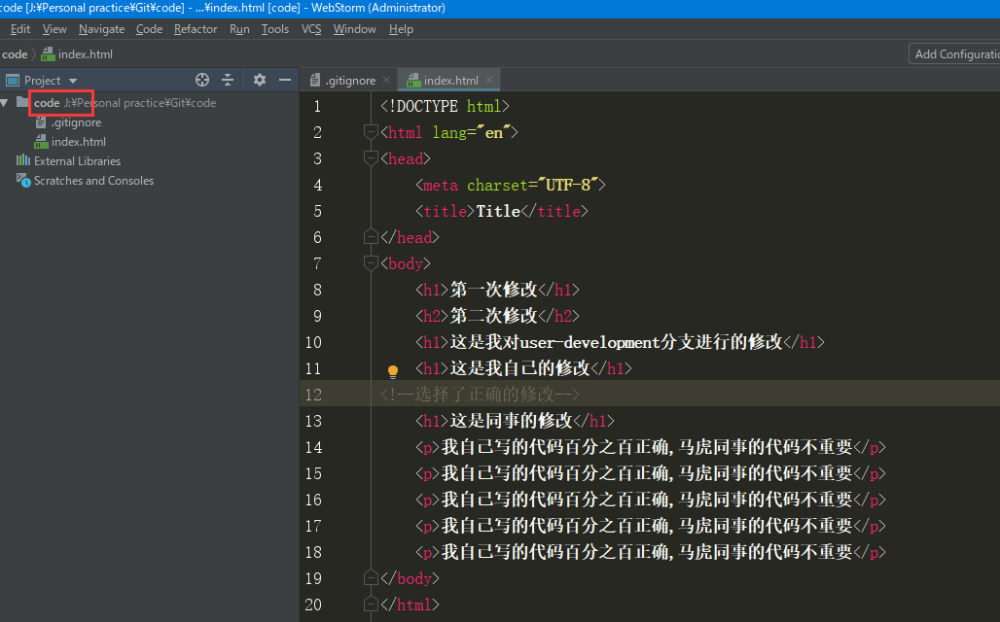 code [J:¥Personal practice¥Git¥code] - ...¥index.html [code] - WebStorm (Administrator)
Edit View Navigate Code Refactor Run Tools VCS Window Help
code index.html Add Configuratio
Project .gitignore index.html
code J:¥Personal practice¥Git¥code
.gitignore
index.html
External Libraries
Scratches and Consoles
1 <!DOCTYPE html>
2 <html lang="en">
3 <head>
4 <meta charset="UTF-8">
5 <title>Title</title>
6 </head>
7 <body>
8 <h1>第一次修改</h1>
9 <h2>第二次修改</h2>
10 <h1>这是我对user-development分支进行的修改</h1>
11 <h1>这是我自己的修改</h1>
12 <!--选择了正确的修改-->
13 <h1>这是同事的修改</h1>
14 <p>我自己写的代码百分之百正确,马虎同事的代码不重要</p>
15 <p>我自己写的代码百分之百正确,马虎同事的代码不重要</p>
16 <p>我自己写的代码百分之百正确,马虎同事的代码不重要</p>
17 <p>我自己写的代码百分之百正确,马虎同事的代码不重要</p>
18 <p>我自己写的代码百分之百正确,马虎同事的代码不重要</p>
19 </body>
20 </html>